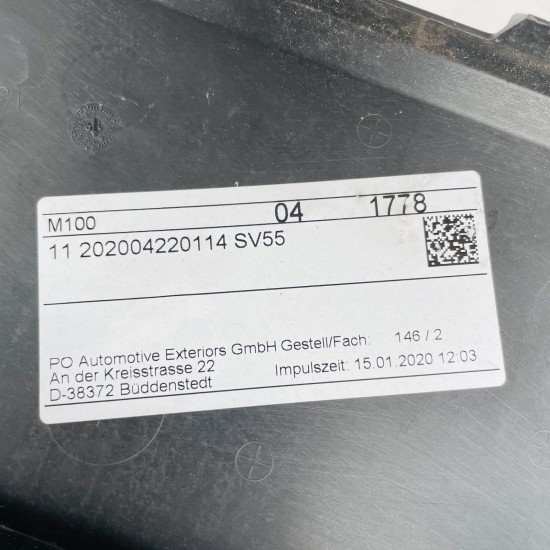 M100 04 1778
11 202004220114 SV55
PO Automotive Exteriors GmbH Gestell/Fach: 146 / 2
An der Kreisstrasse 22 Impulszeit: 15.01.2020 12:03
D-38372 Büddenstedt